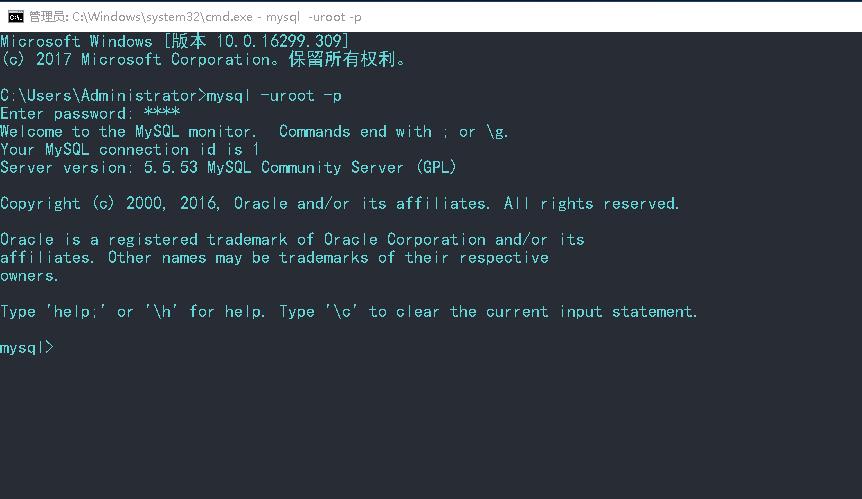 管理员: C:\Windows\system32\cmd.exe - mysql  -uroot -p
Microsoft Windows [版本 10.0.16299.309]
(c) 2017 Microsoft Corporation。保留所有权利。
C:\Users\Administrator>mysql -uroot -p
Enter password: ****
Welcome to the MySQL monitor.  Commands end with ; or \g.
Your MySQL connection id is 1
Server version: 5.5.53 MySQL Community Server (GPL)
Copyright (c) 2000, 2016, Oracle and/or its affiliates. All rights reserved.
Oracle is a registered trademark of Oracle Corporation and/or its
affiliates. Other names may be trademarks of their respective
owners.
Type 'help;' or '\h' for help. Type '\c' to clear the current input statement.
mysql>